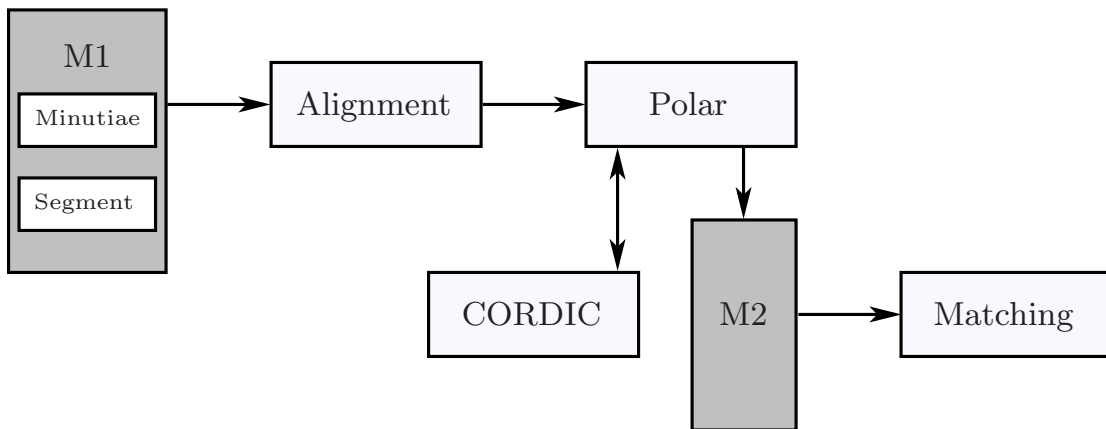 M1
Minutiae
Segment
Alignment
Polar
CORDIC
M2
Matching